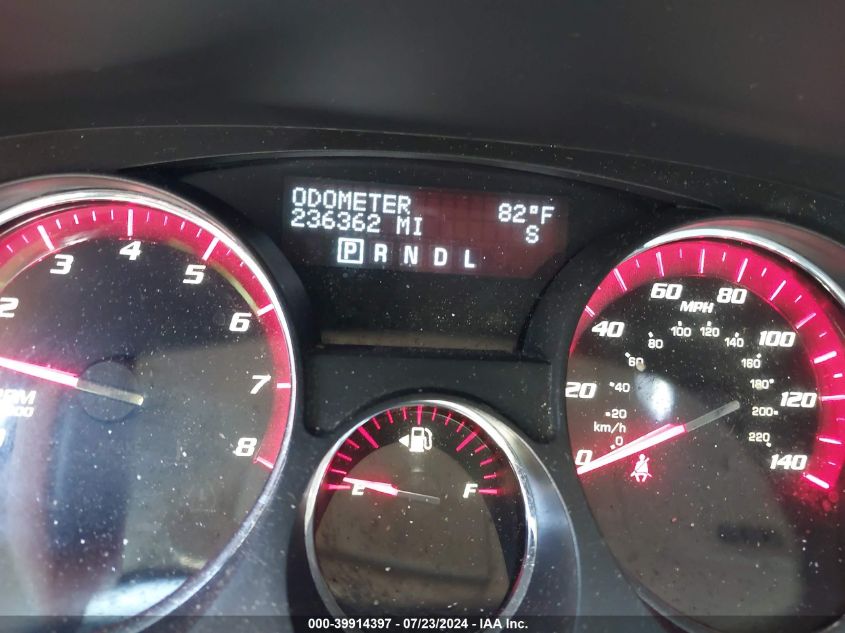 ODOMETER 82°F
236362 MI S
P R N D L
2 3 4 5 6 7 8
0 20 40 60 80 100 120 140
MPH
0 20 40 60 80 100 120 140 160 180 200 220
km/h
E F
000-39914397 - 07/23/2024 - IAA Inc.